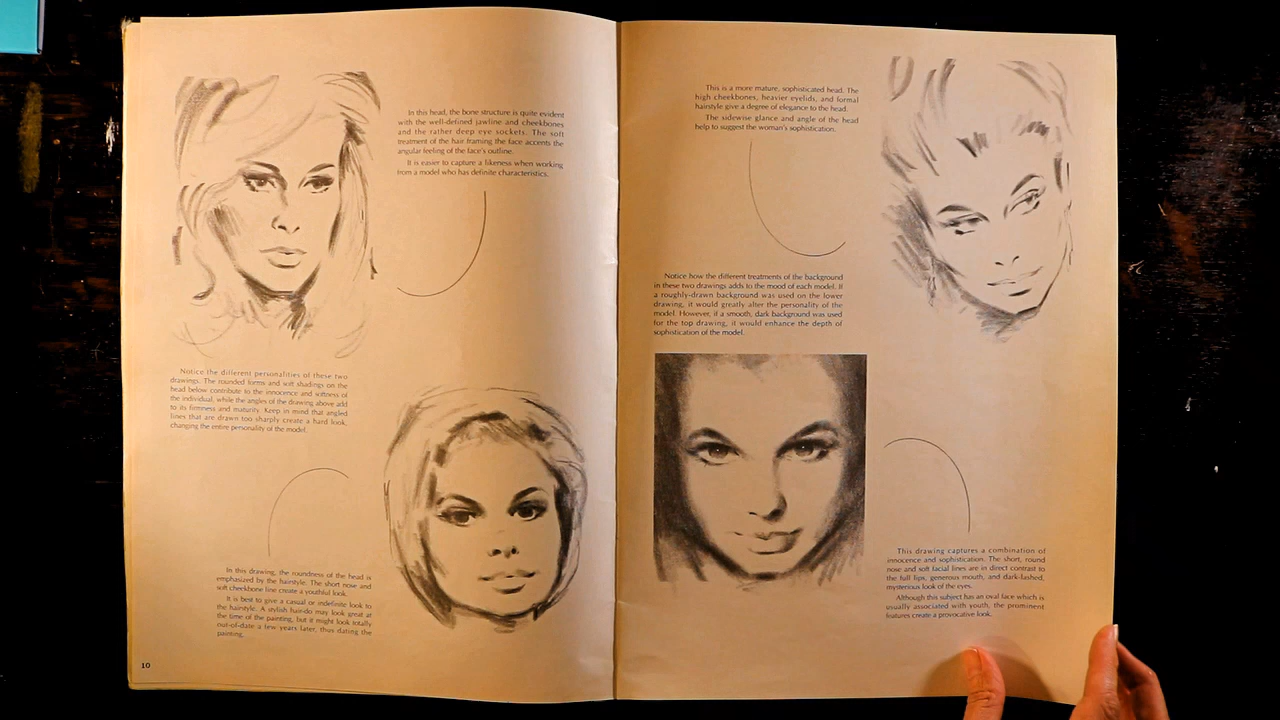 In this head, the bone structure is quite evident
with the well-defined jawline and cheekbones
and the rather deep eye sockets. The soft
treatment of the hair framing the face accents the
angular feeling of the face's outline.
It is easier to capture a likeness when working
from a model who has definite characteristics.
Notice the different personalities of these two
drawings. The rounded forms and soft shadings on the
head below contribute to the innocence and softness of
the individual, while the angles of the drawing above add
to its firmness and maturity. Keep in mind that angled
lines that are drawn too sharply create a hard look,
changing the entire personality of the model.
In this drawing, the roundness of the head is
emphasized by the hairstyle. The short nose and
soft cheekbone line create a youthful look.
It is best to give a casual or indefinite look to
the hairstyle. A stylish hair-do may look great at
the time of the painting, but it might look totally
out-of-date a few years later, thus dating the
painting.
10
This is a more mature, sophisticated head. The
high cheekbones, heavier eyelids, and formal
hairstyle give a degree of elegance to the head.
The sidewise glance and angle of the head
help to suggest the woman's sophistication.
Notice how the different treatments of the background
in these two drawings adds to the mood of each model. If
a roughly-drawn background was used on the lower
drawing, it would greatly alter the personality of the
model. However, if a smooth, dark background was used
for the top drawing, it would enhance the depth of
sophistication of the model.
This drawing captures a combination of
innocence and sophistication. The short, round
nose and soft facial lines are in direct contrast to
the full lips, generous mouth, and dark-lashed,
mysterious look of the eyes.
Although this subject has an oval face which is
usually associated with youth, the prominent
features create a provocative look.